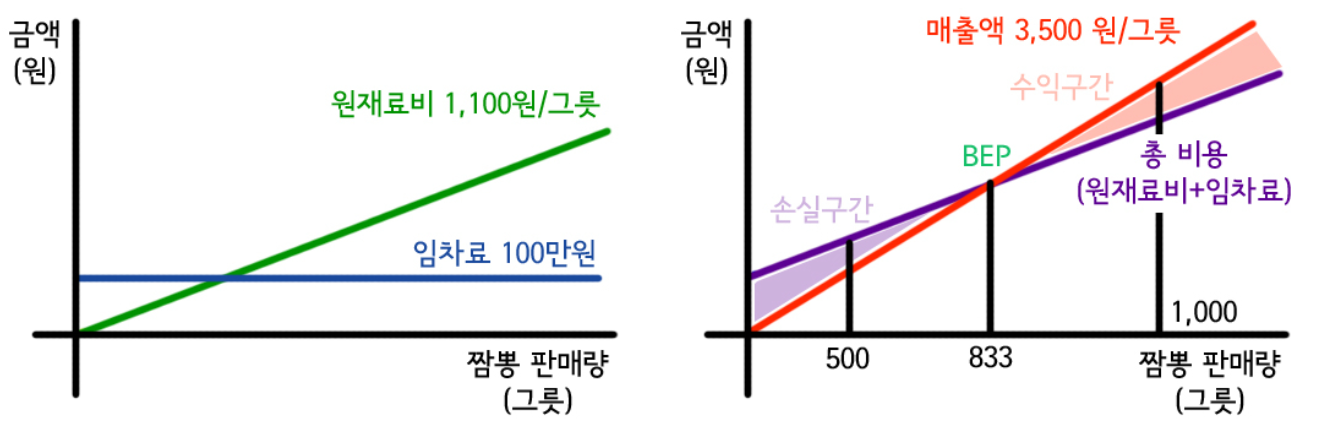 금액
(원)
원재료비 1,100원/그릇
임차료 100만원
짬뽕 판매량
(그릇)
금액
(원)
매출액 3,500 원/그릇
수익구간
BEP
총 비용
(원재료비+임차료)
손실구간
1,000
500
833
짬뽕 판매량
(그릇)